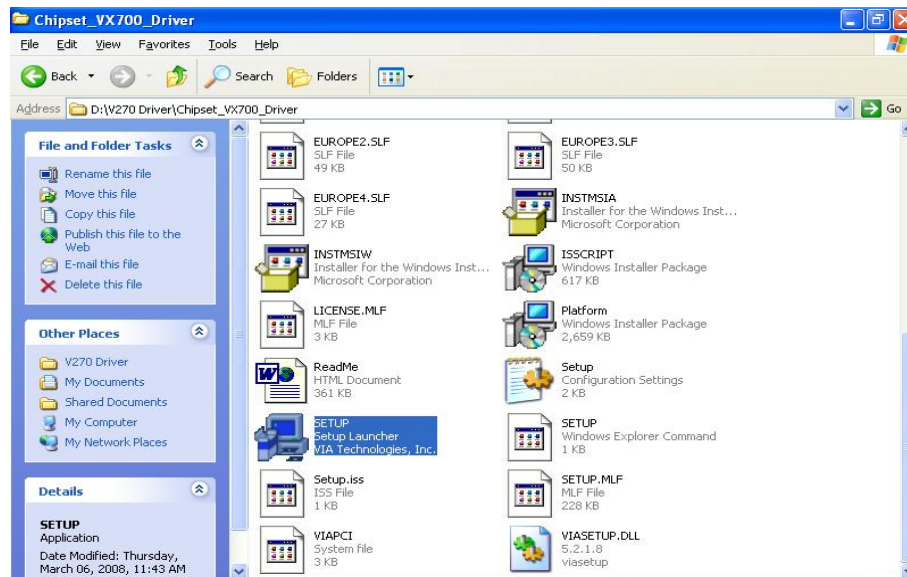 Chipset_VX700_Driver
File Edit View Favorites Tools Help
Back Search Folders
Address D:\V270 Driver\Chipset_VX700_Driver Go
File and Folder Tasks
Rename this file
Move this file
Copy this file
Publish this file to the
Web
E-mail this file
Delete this file
Other Places
V270 Driver
My Documents
Shared Documents
My Computer
My Network Places
Details
SETUP
Application
Date Modified: Thursday,
March 06, 2008, 11:43 AM
EUROPE2.SLF
SLF File
49 KB
EUROPE3.SLF
SLF File
50 KB
EUROPE4.SLF
SLF File
27 KB
INSTMSIA
Installer for the Windows Inst...
Microsoft Corporation
INSTMSIW
Installer for the Windows Inst...
Microsoft Corporation
ISSCRIPT
Windows Installer Package
617 KB
LICENSE.MLF
MLF File
3 KB
Platform
Windows Installer Package
2,659 KB
ReadMe
HTML Document
361 KB
Setup
Configuration Settings
2 KB
SETUP
Setup Launcher
VIA Technologies, Inc.
SETUP
Windows Explorer Command
1 KB
Setup.iss
ISS File
1 KB
SETUP.MLF
MLF File
228 KB
VIAPCI
System file
3 KB
VIASETUP.DLL
5.2.1.8
viasetup